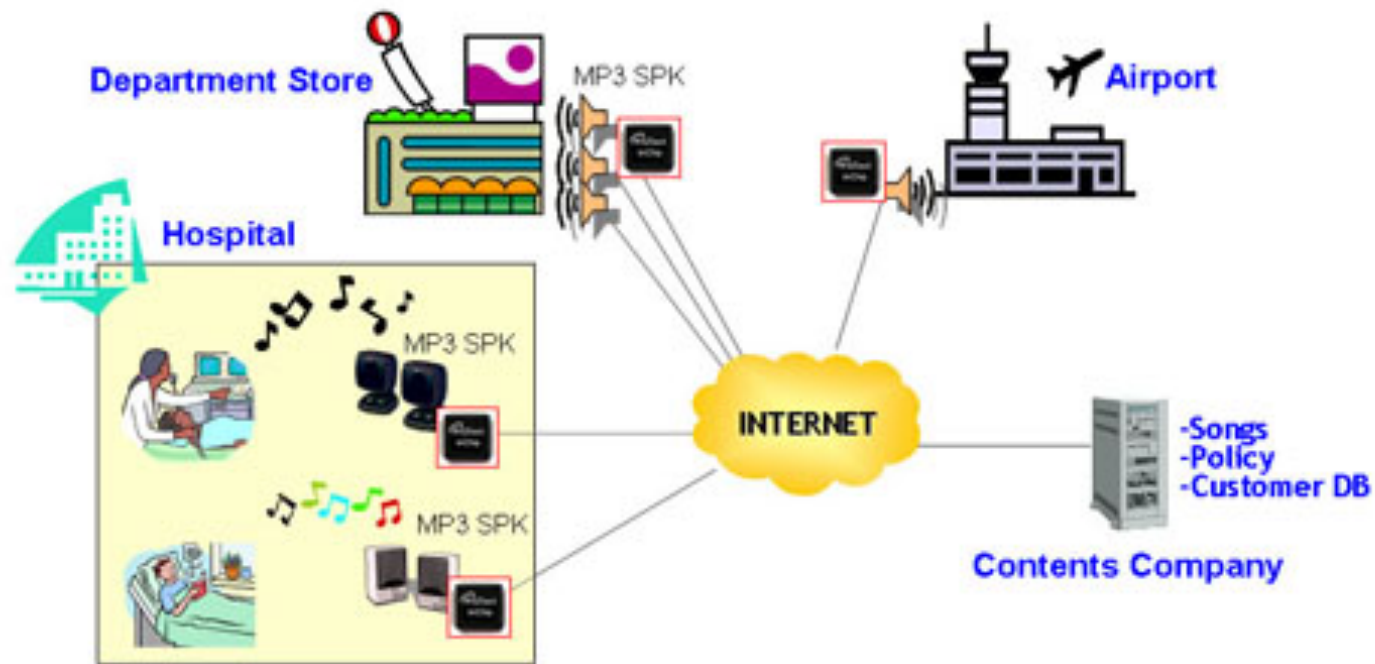 Department Store
MP3 SPK
Airport
Hospital
MP3 SPK
INTERNET
-Songs
-Policy
-Customer DB
MP3 SPK
Contents Company